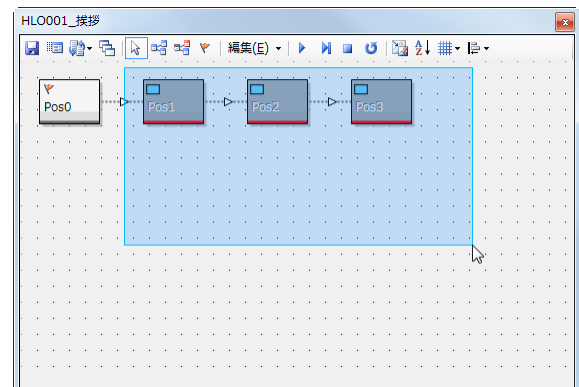 HLO001_挨拶
編集(E)
A
Z
Pos0
Pos1
Pos2
Pos3